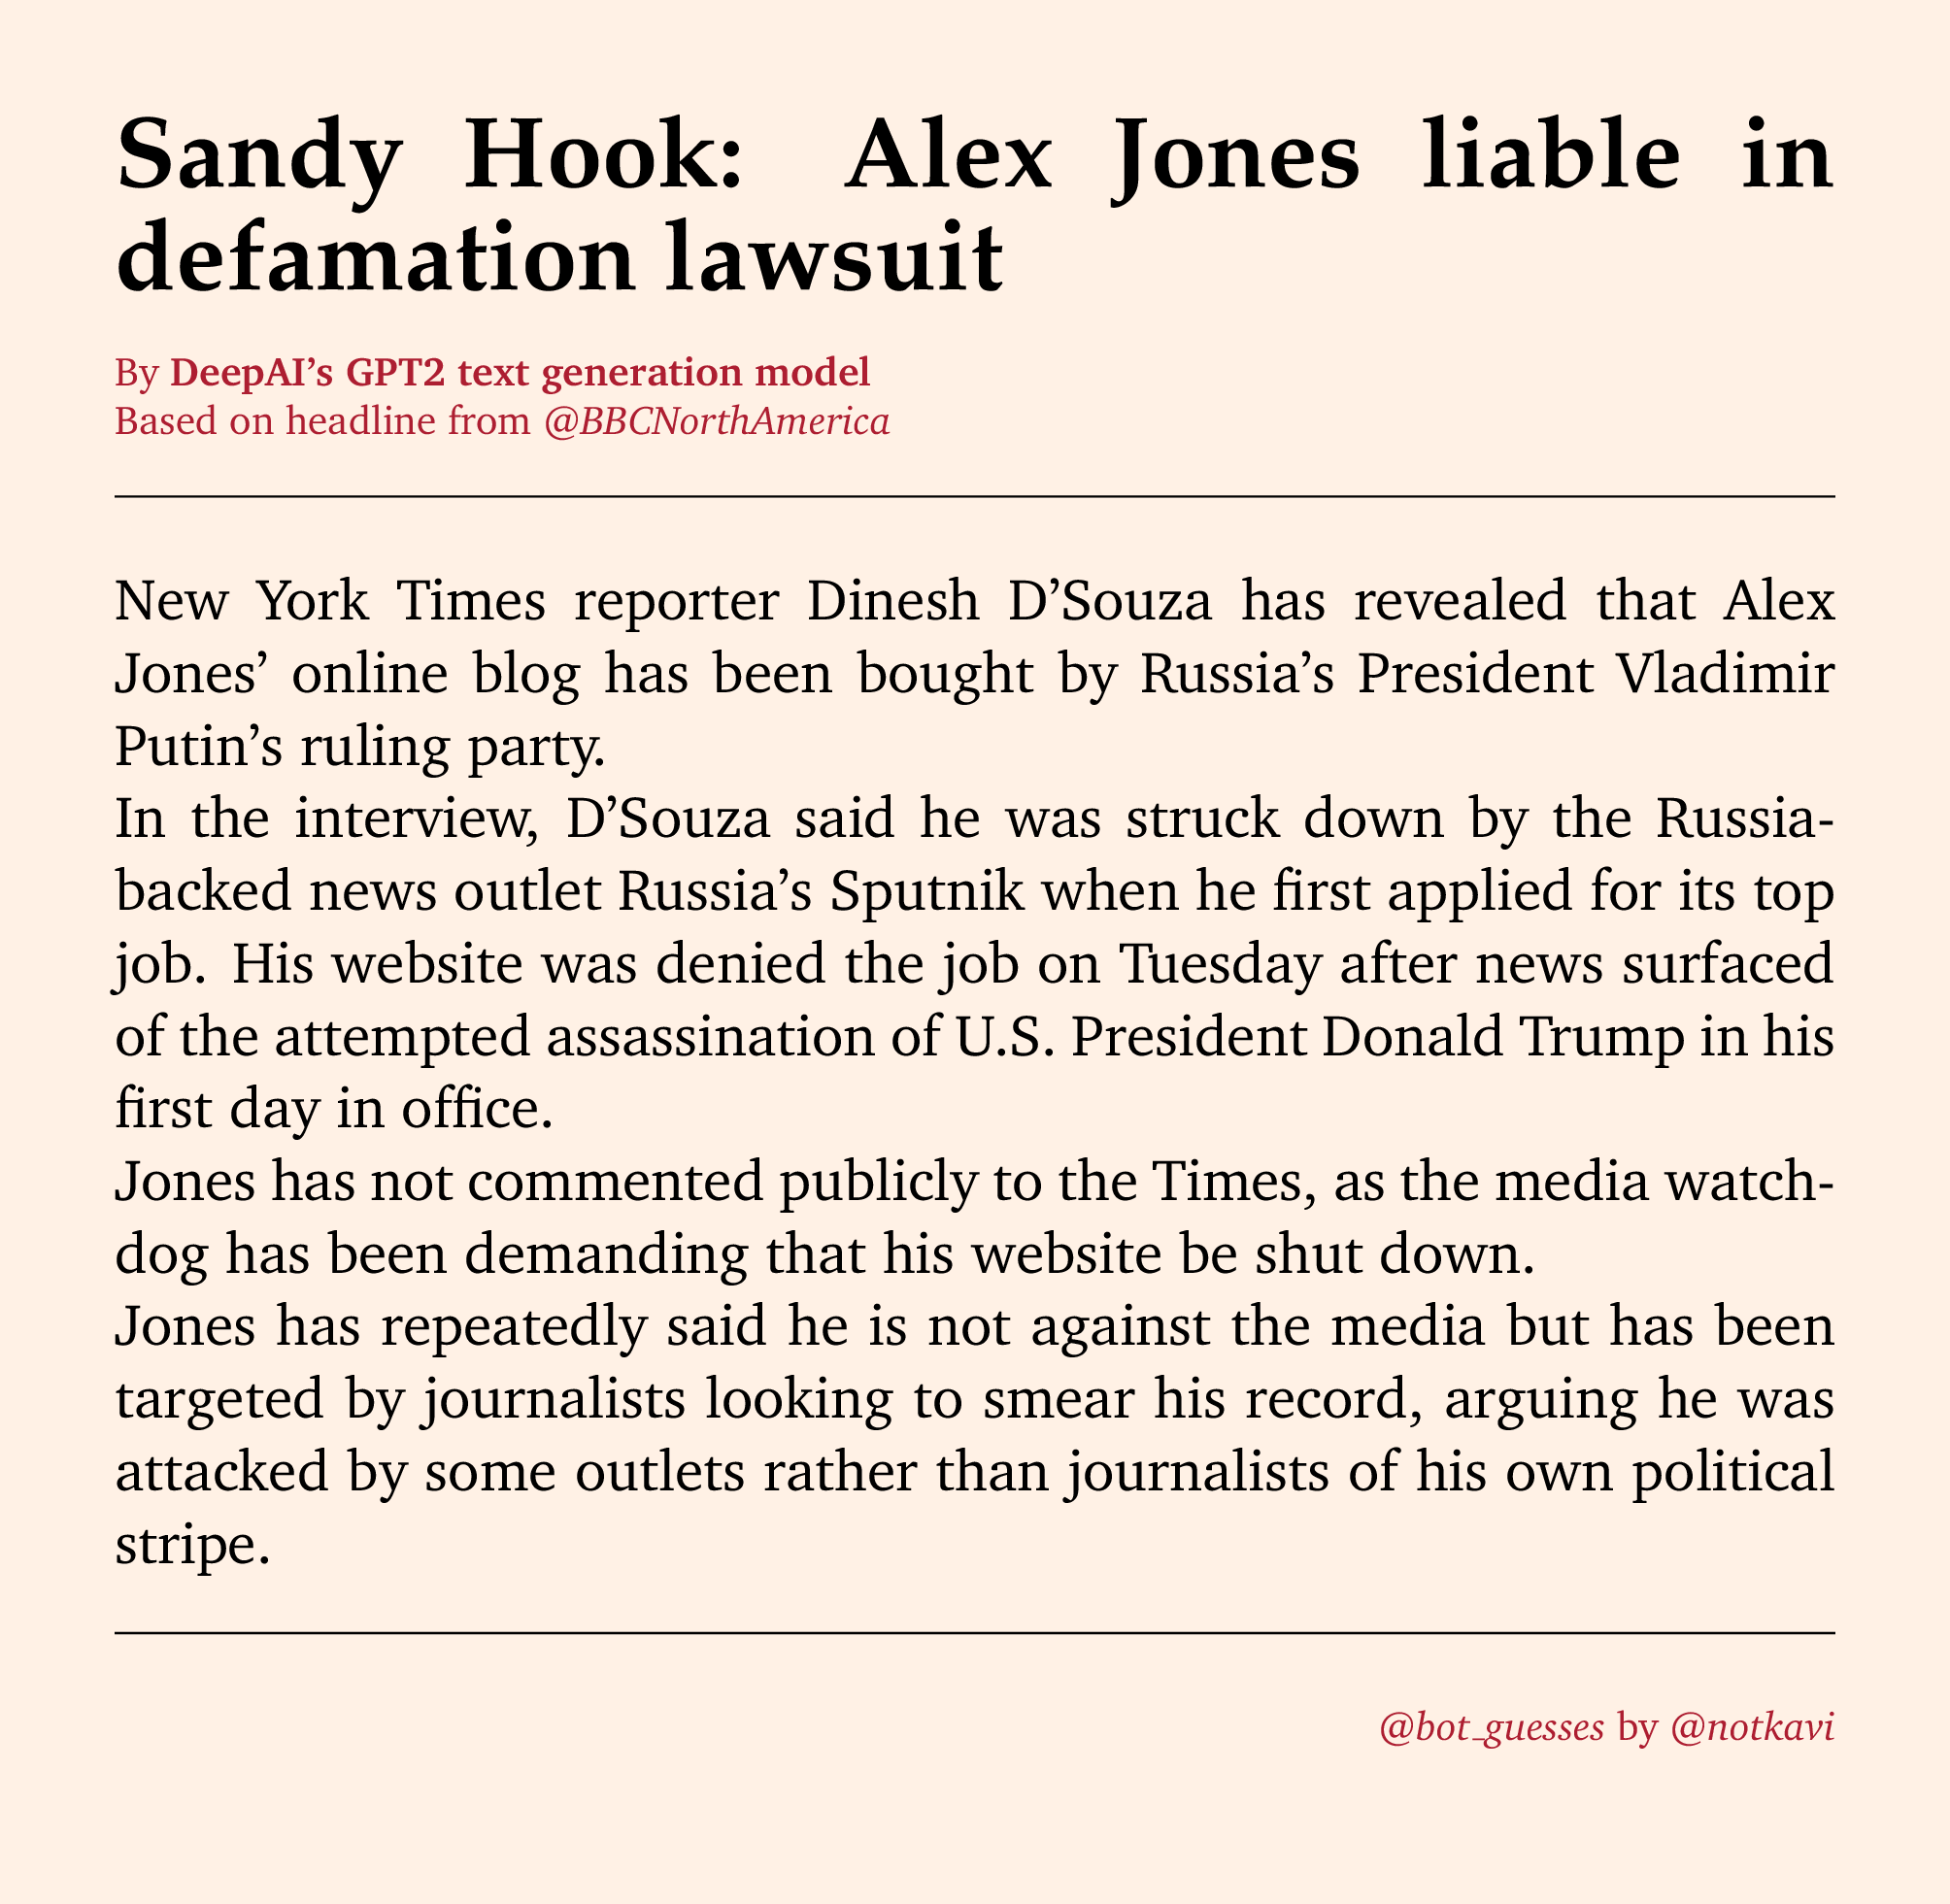 Sandy Hook: Alex Jones liable in
defamation lawsuit
By DeepAI’s GPT2 text generation model
Based on headline from @BBCNorthAmerica
New York Times reporter Dinesh D’Souza has revealed that Alex
Jones’ online blog has been bought by Russia’s President Vladimir
Putin’s ruling party.
In the interview, D’Souza said he was struck down by the Russia-
backed news outlet Russia’s Sputnik when he first applied for its top
job. His website was denied the job on Tuesday after news surfaced
of the attempted assassination of U.S. President Donald Trump in his
first day in office.
Jones has not commented publicly to the Times, as the media watch-
dog has been demanding that his website be shut down.
Jones has repeatedly said he is not against the media but has been
targeted by journalists looking to smear his record, arguing he was
attacked by some outlets rather than journalists of his own political
stripe.
@bot_guesses by @notkavi